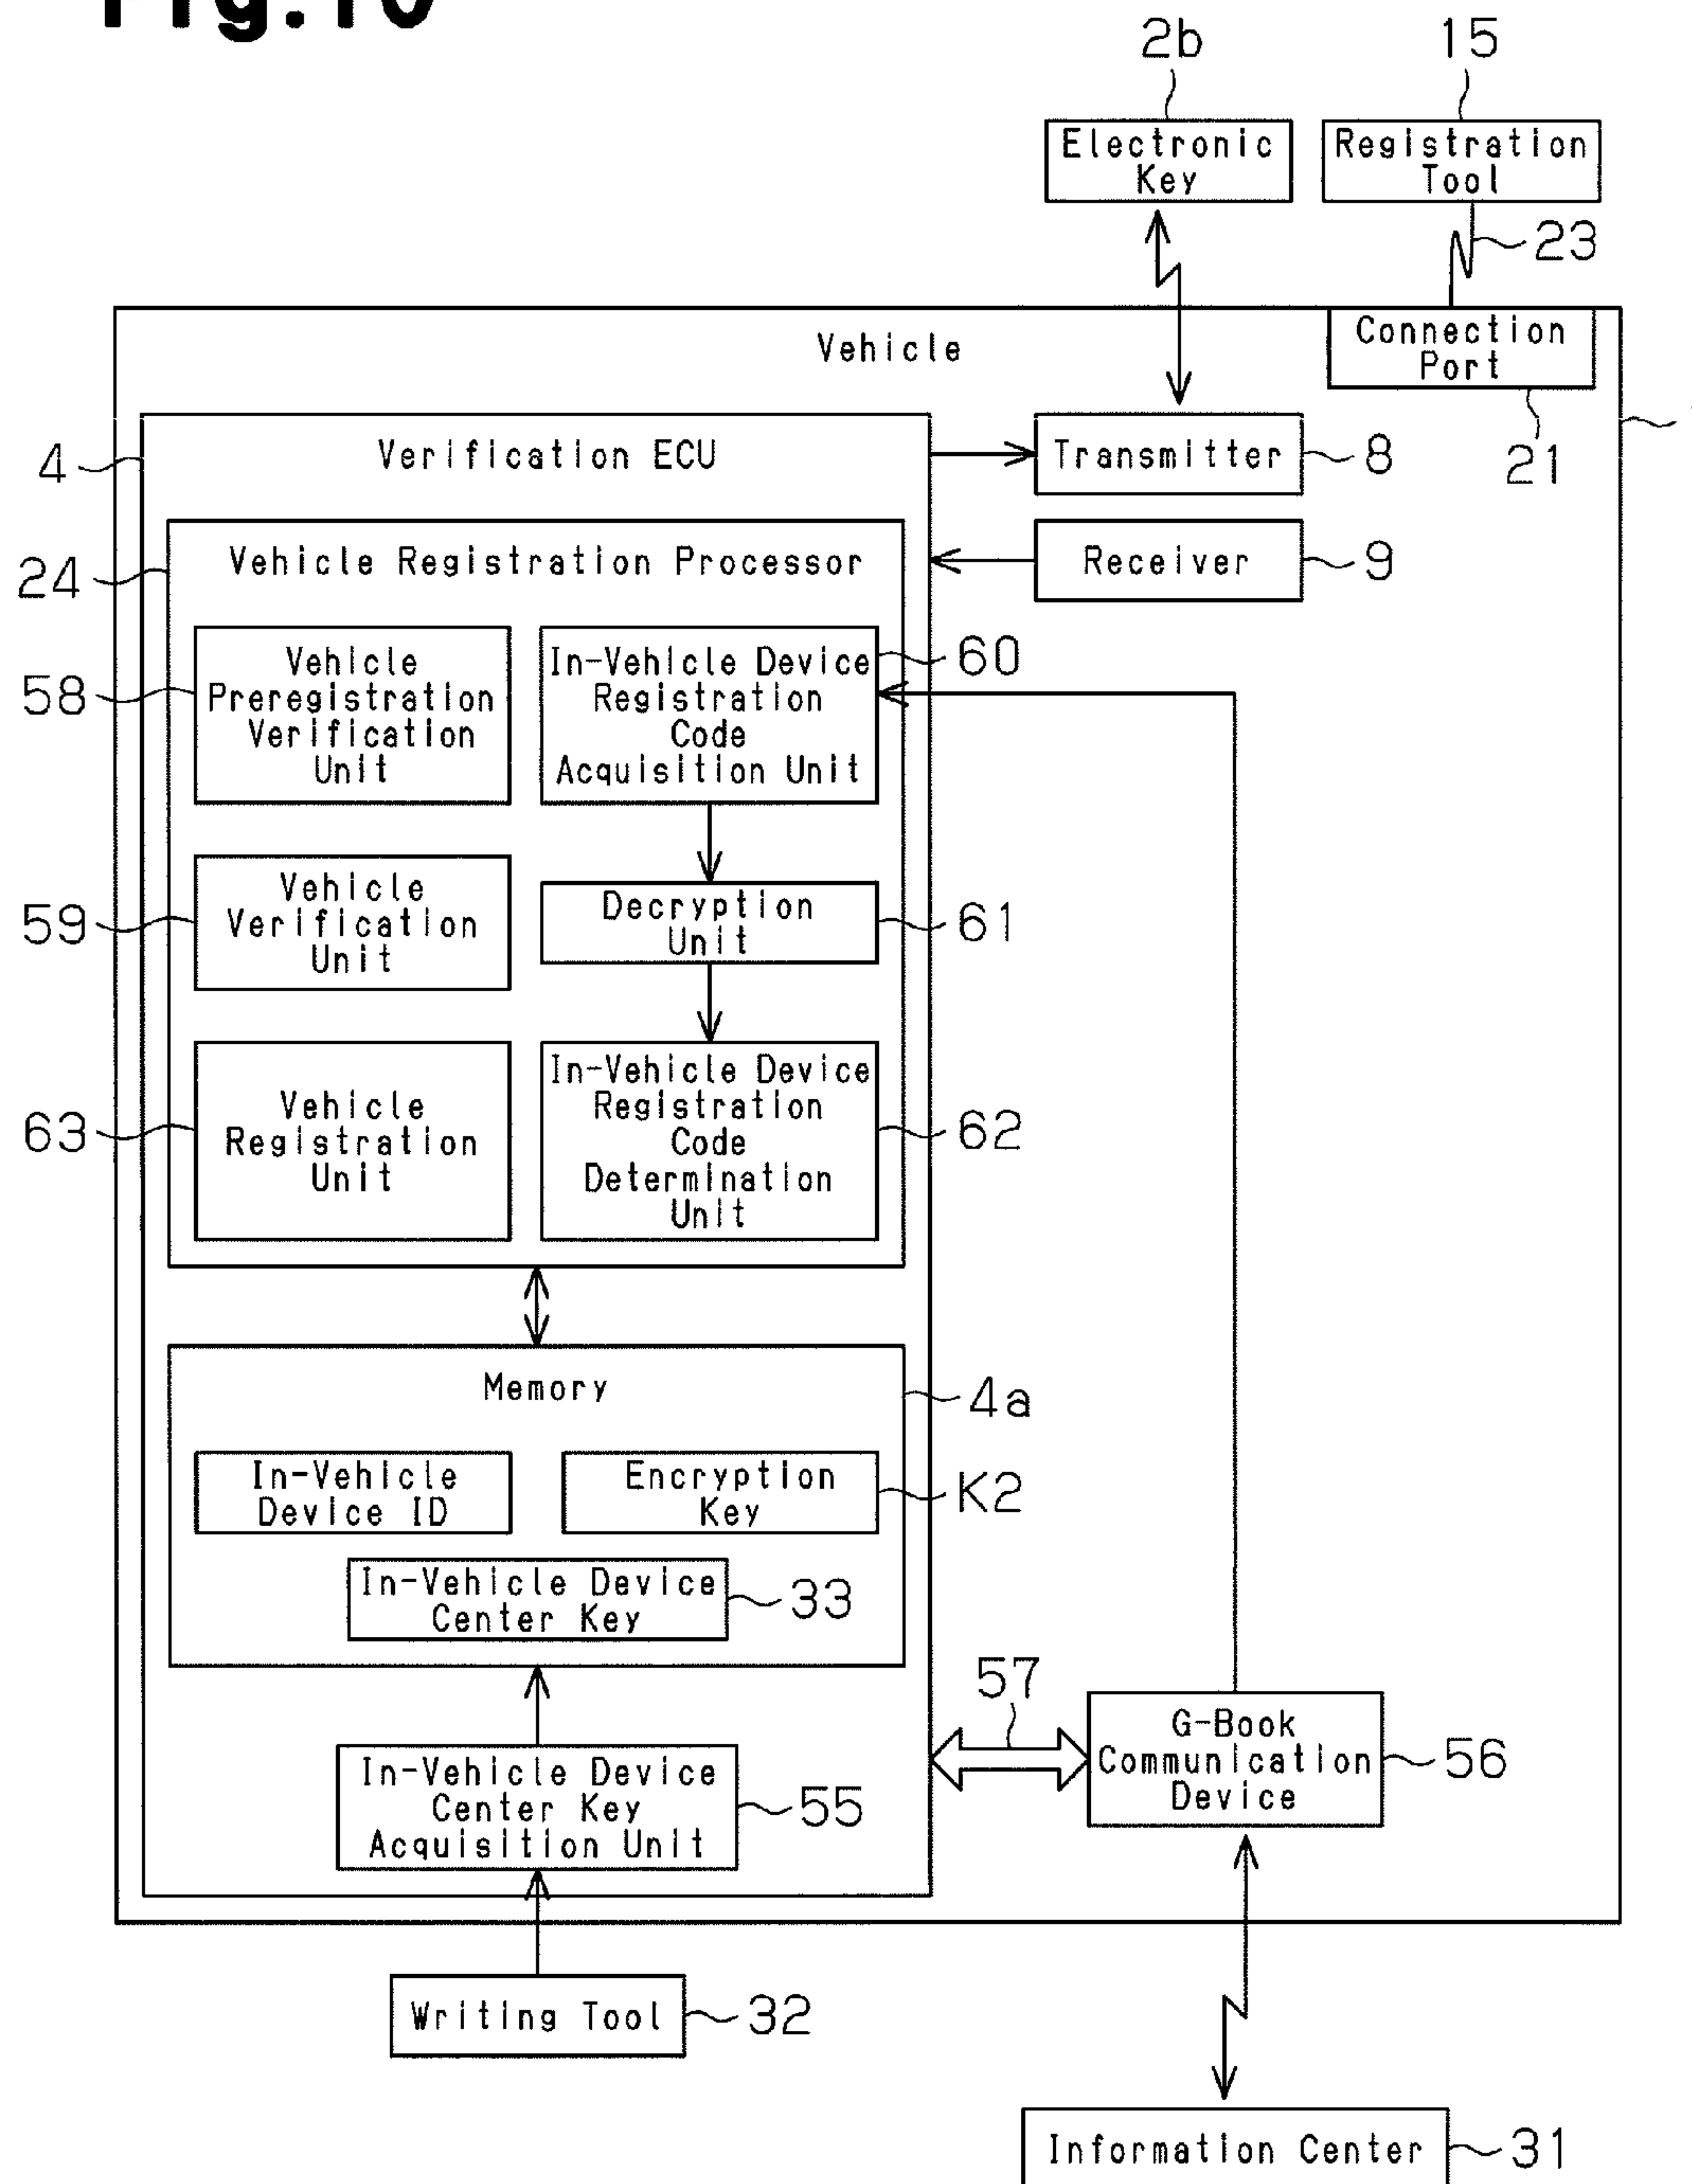 Fig.10
2b
15
Electronic
Key
Registration
Tool
23
Vehicle
Connection
Port
21
4
Verification ECU
Transmitter
8
24
Vehicle Registration Processor
Receiver
9
58
Vehicle
Preregistration
Verification
Unit
In-Vehicle Device
Registration
Code
Acquisition Unit
60
59
Vehicle
Verification
Unit
Decryption
Unit
61
63
Vehicle
Registration
Unit
In-Vehicle Device
Registration
Code
Determination
Unit
62
Memory
4a
In-Vehicle
Device ID
Encryption
Key
K2
In-Vehicle Device
Center Key
33
57
G-Book
Communication
Device
56
In-Vehicle Device
Center Key
Acquisition Unit
55
Writing Tool
32
Information Center
31